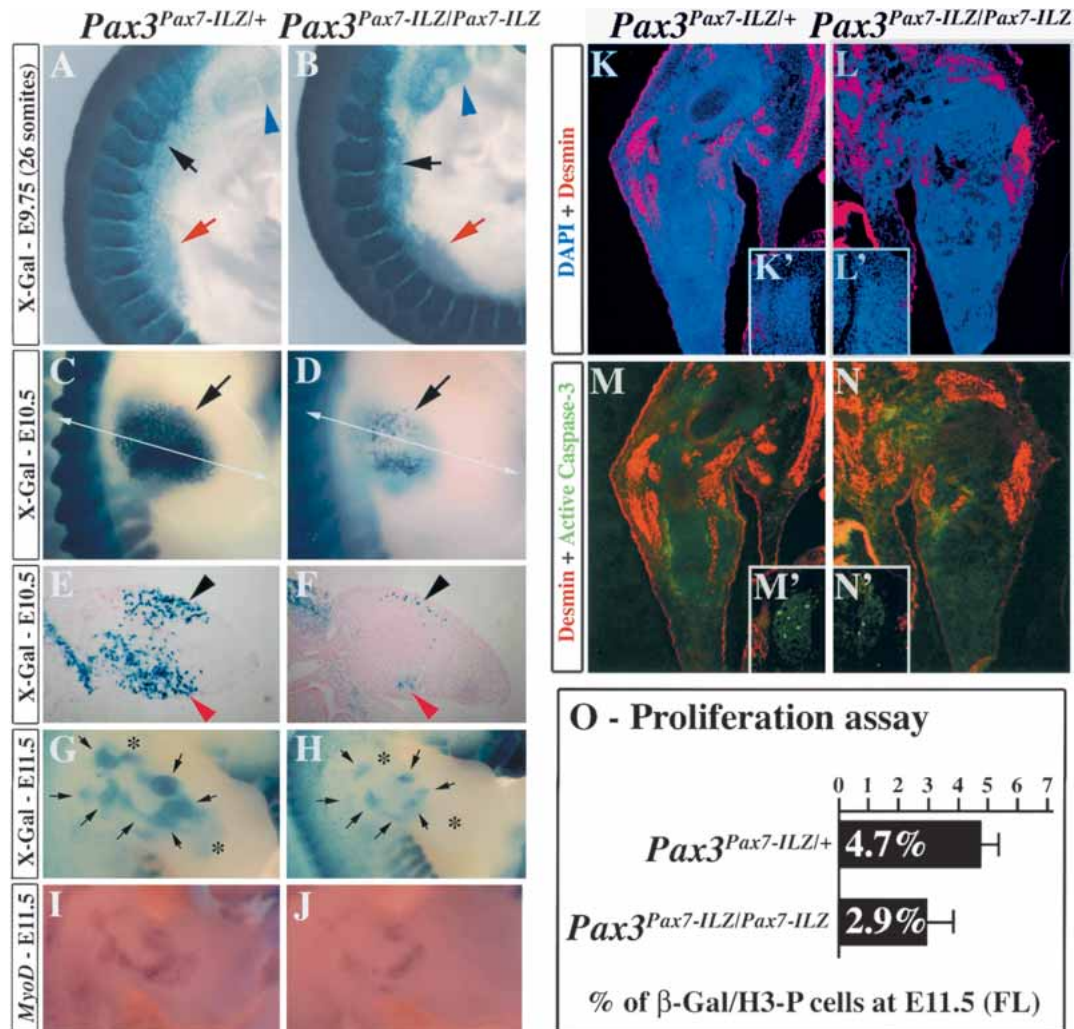 Pax3Pax7-ILZ/+ Pax3Pax7-ILZ/Pax7-ILZ
X-Gal - E9.75 (26 somites)
A B
X-Gal - E10.5
C D
X-Gal - E10.5
E F
X-Gal - E11.5
G * * H * *
MyoD - E11.5
I J
Pax3Pax7-ILZ/+ Pax3Pax7-ILZ/Pax7-ILZ
DAPI + Desmin
K L
K' L'
Desmin + Active Caspase-3
M N
M' N'
O - Proliferation assay
0 1 2 3 4 5 6 7
Pax3Pax7-ILZ/+ 4.7%
Pax3Pax7-ILZ/Pax7-ILZ 2.9%
% of β-Gal/H3-P cells at E11.5 (FL)